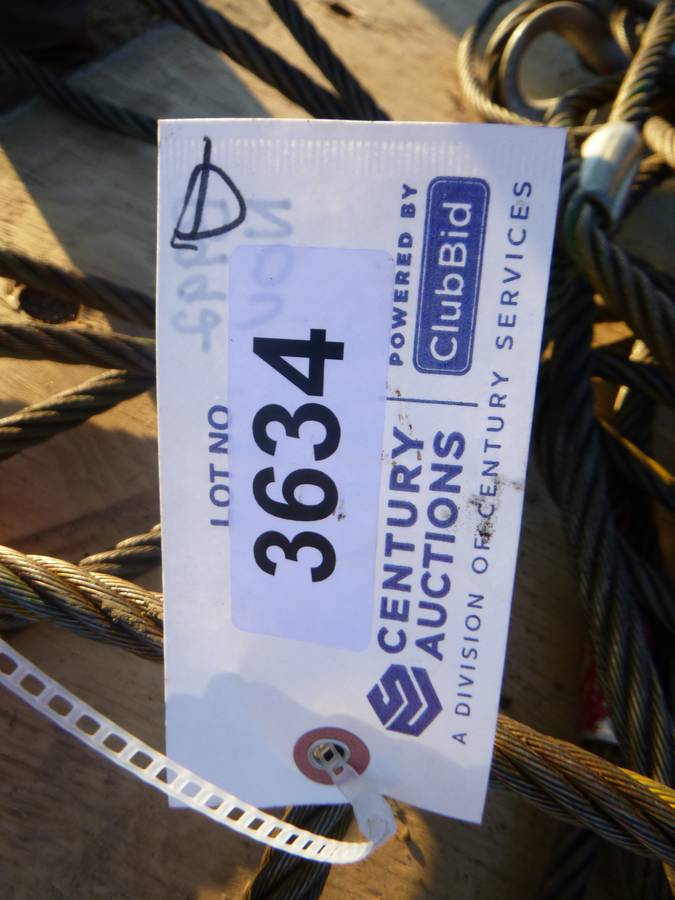 D
LOT NO
3634
CENTURY
AUCTIONS
POWERED BY
ClubBid
A DIVISION OF CENTURY SERVICES